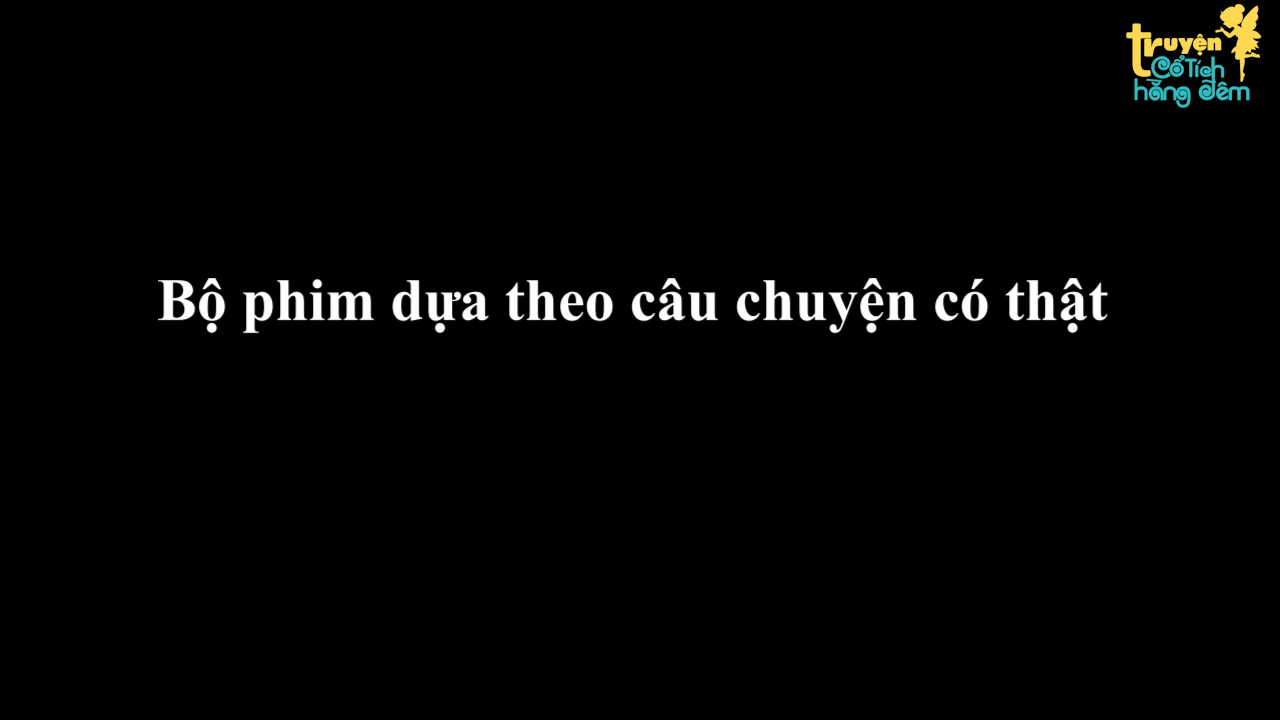 truyện
Cổ Tích
hằng đêm
Bộ phim dựa theo câu chuyện có thật